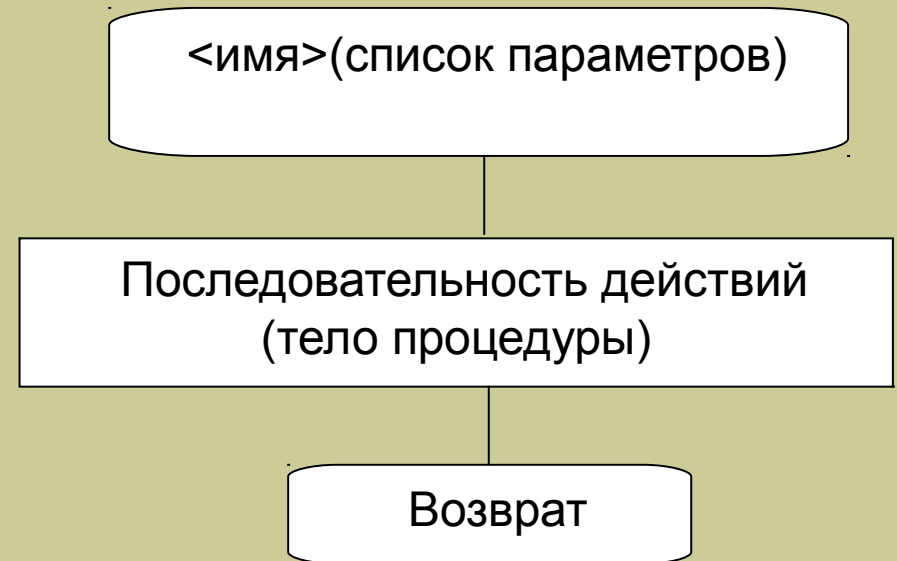 <имя>(список параметров)
Последовательность действий
(тело процедуры)
Возврат